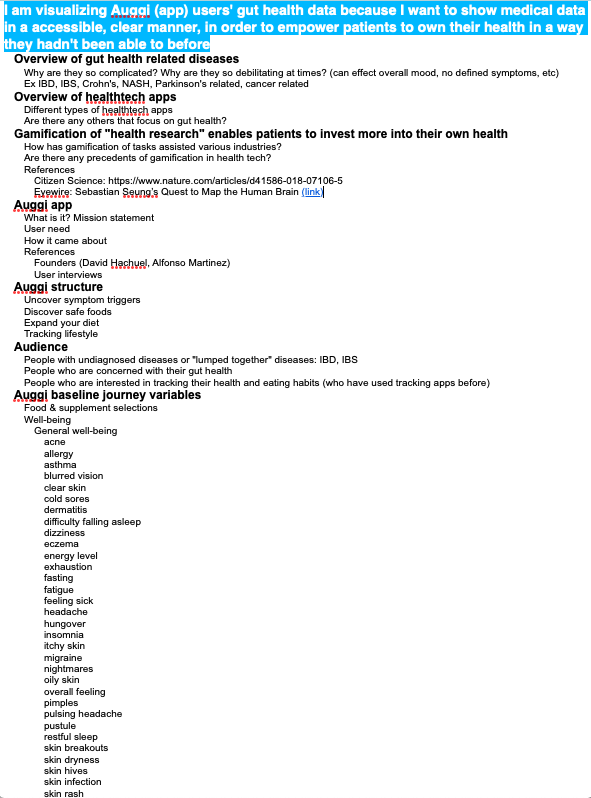 I am visualizing Auggi (app) users' gut health data because I want to show medical data
in a accessible, clear manner, in order to empower patients to own their health in a way
they hadn't been able to before
Overview of gut health related diseases
Why are they so complicated? Why are they so debilitating at times? (can effect overall mood, no defined symptoms, etc)
Ex IBD, IBS, Crohn's, NASH, Parkinson's related, cancer related
Overview of healthtech apps
Different types of healthtech apps
Are there any others that focus on gut health?
Gamification of "health research" enables patients to invest more into their own health
How has gamification of tasks assisted various industries?
Are there any precedents of gamification in health tech?
References
Citizen Science: https://www.nature.com/articles/d41586-018-07106-5
Eyewire: Sebastian Seung's Quest to Map the Human Brain (link)
Auggi app
What is it? Mission statement
User need
How it came about
References
Founders (David Hachuel, Alfonso Martinez)
User interviews
Auggi structure
Uncover symptom triggers
Discover safe foods
Expand your diet
Tracking lifestyle
Audience
People with undiagnosed diseases or "lumped together" diseases: IBD, IBS
People who are concerned with their gut health
People who are interested in tracking their health and eating habits (who have used tracking apps before)
Auggi baseline journey variables
Food & supplement selections
Well-being
General well-being
acne
allergy
asthma
blurred vision
clear skin
cold sores
dermatitis
difficulty falling asleep
dizziness
eczema
energy level
exhaustion
fasting
fatigue
feeling sick
headache
hungover
insomnia
itchy skin
migraine
nightmares
oily skin
overall feeling
pimples
pulsing headache
pustule
restful sleep
skin breakouts
skin dryness
skin hives
skin infection
skin rash